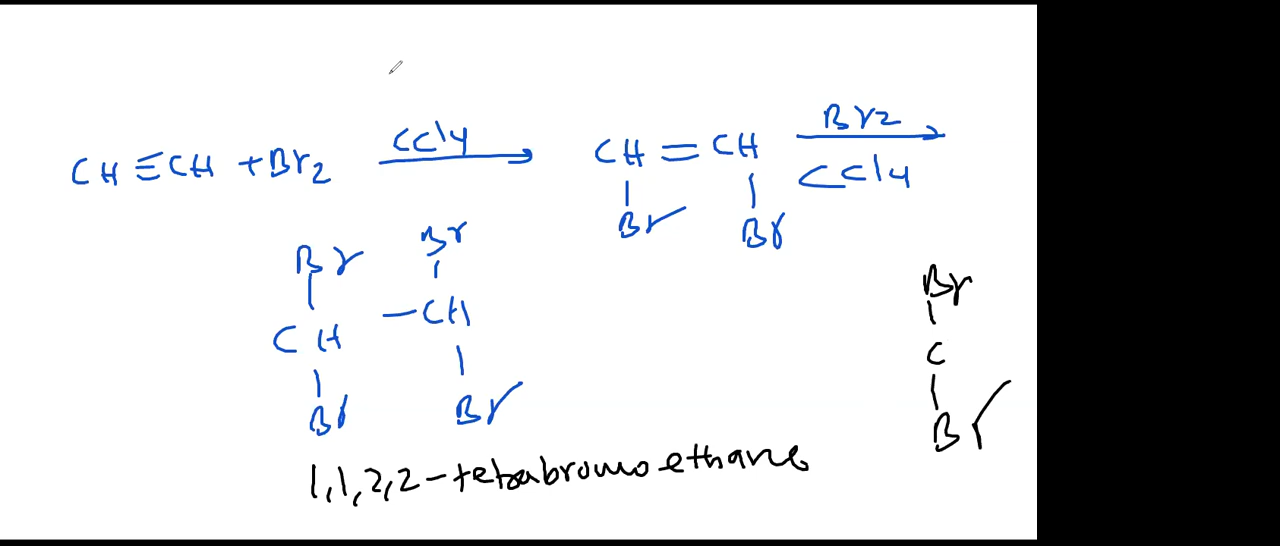 CH≡CH + Br2 CCl4 → CH=CH Br2 →
CCl4
Br Br
Br Br
CH —CH
Br Br
Br
C
Br
1,1,2,2-tetrabromoethane